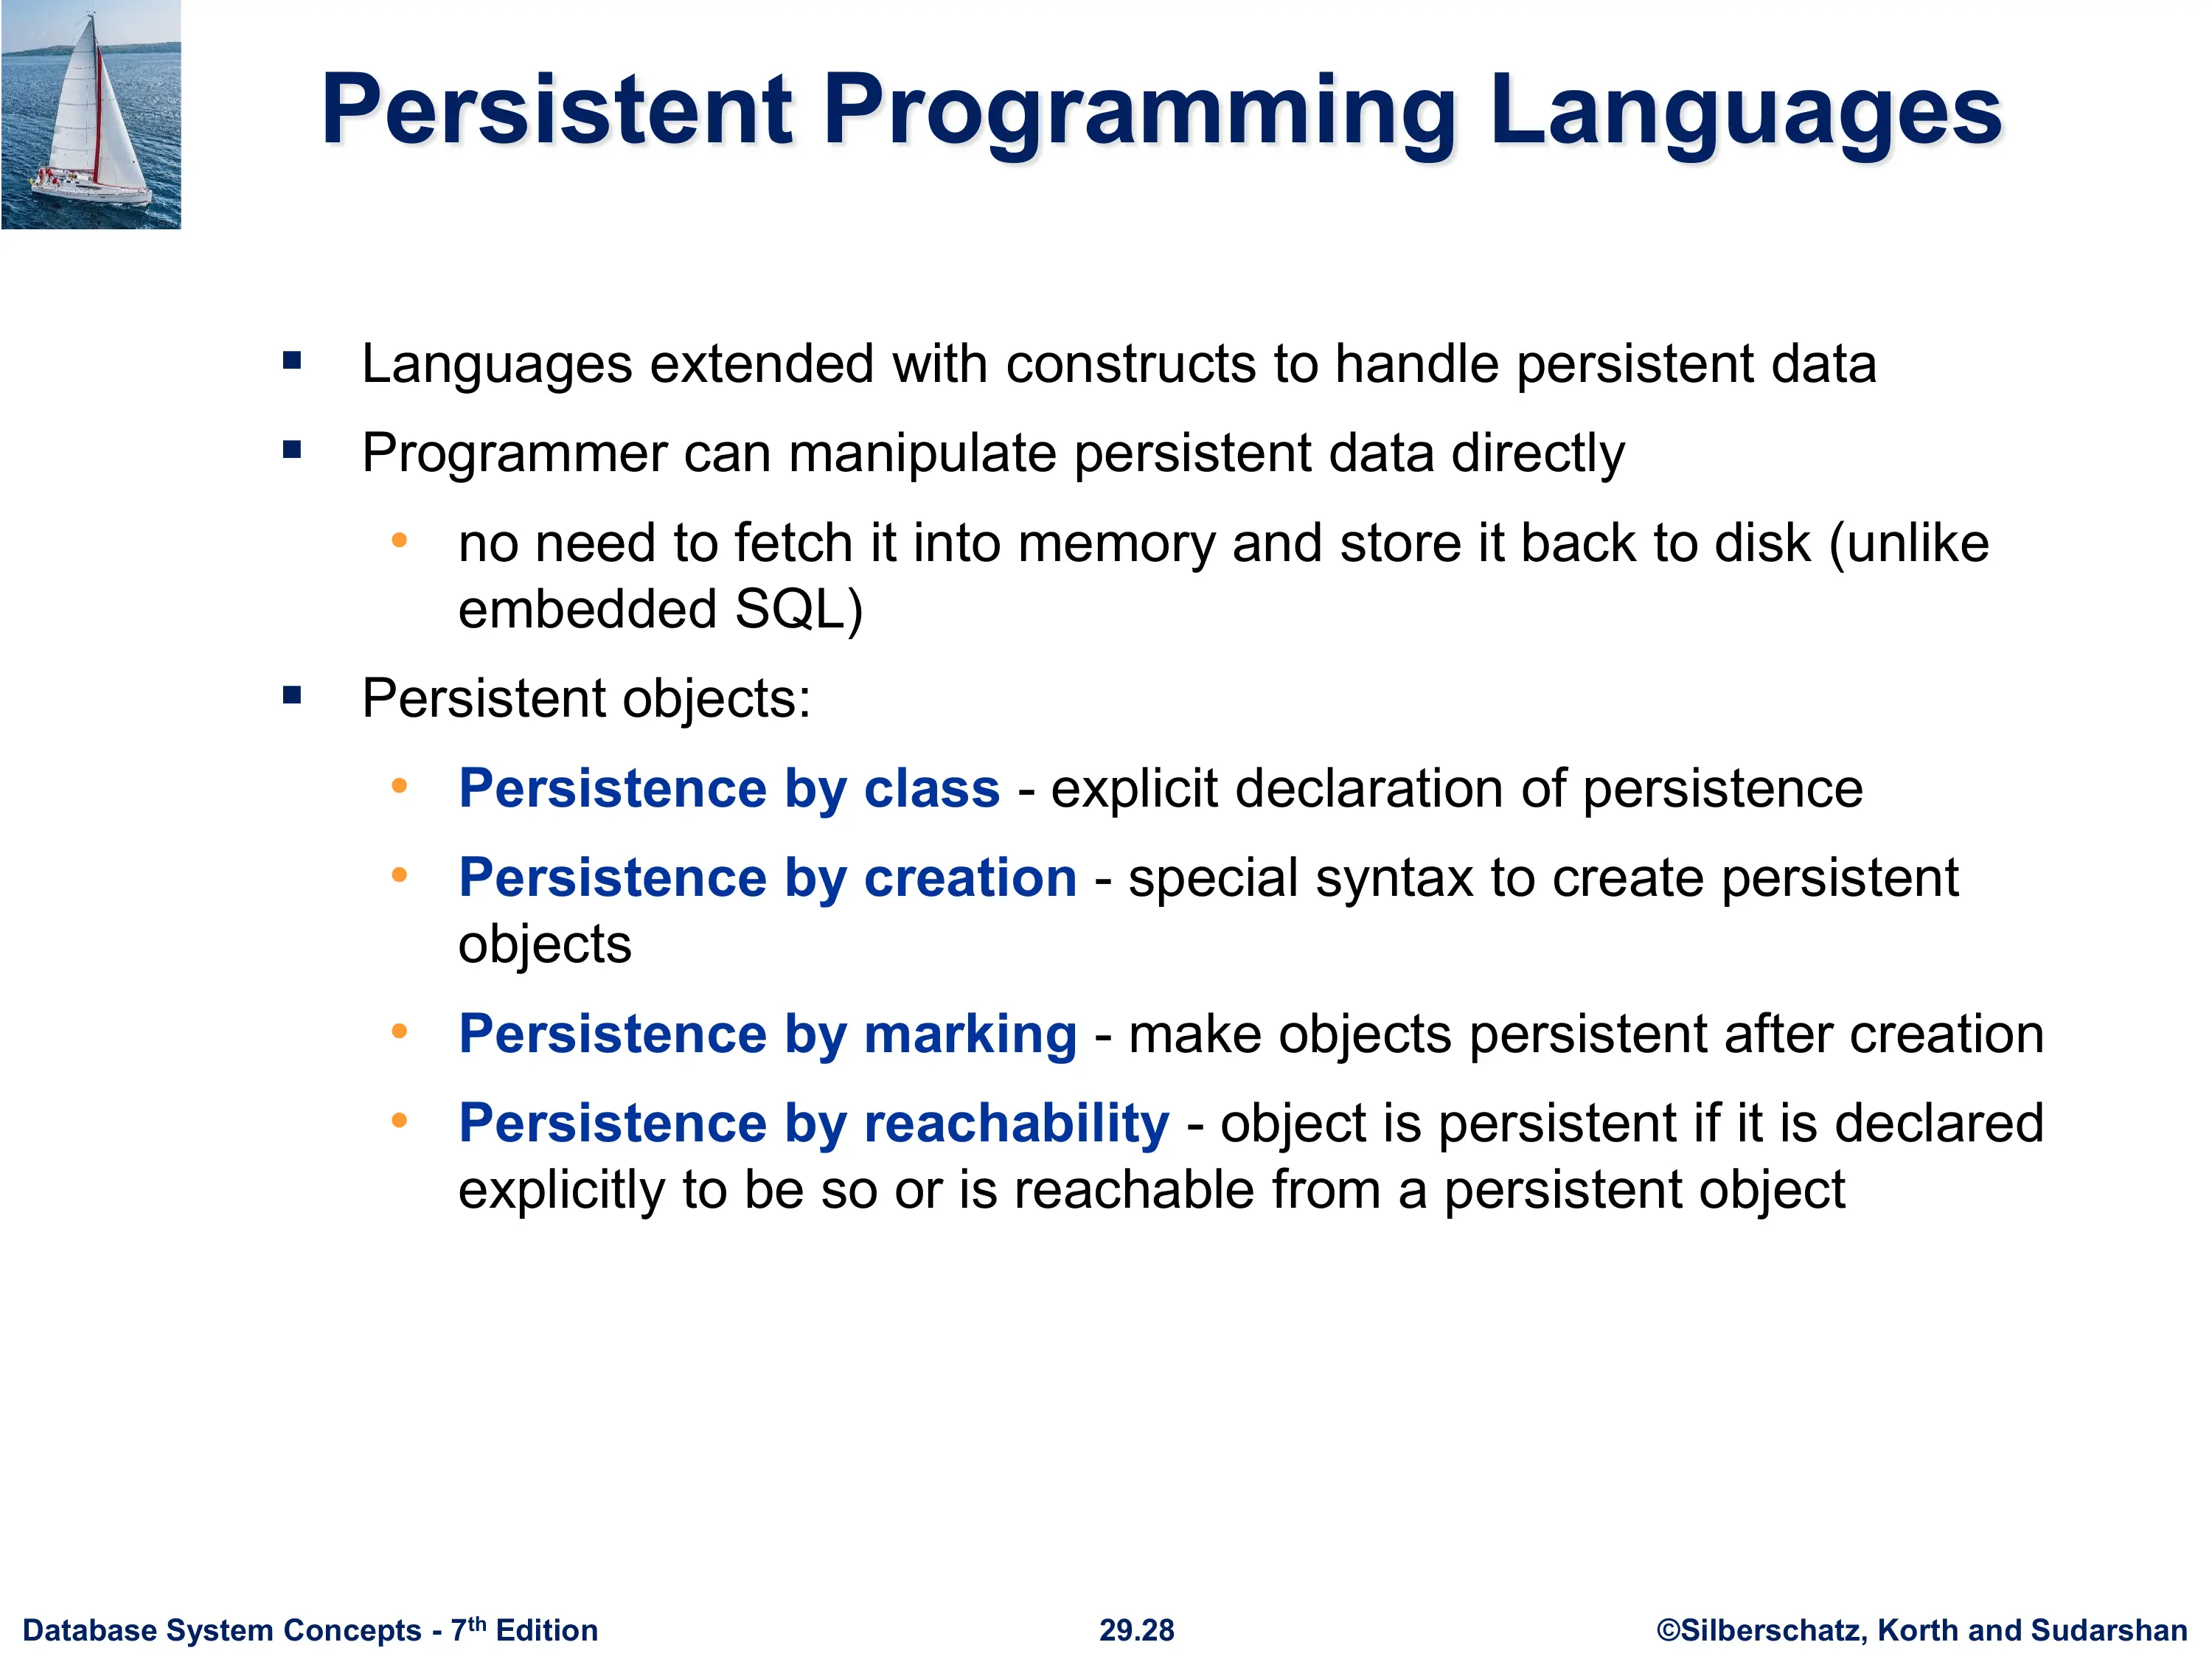 Persistent Programming Languages
▪ Languages extended with constructs to handle persistent data
▪ Programmer can manipulate persistent data directly
• no need to fetch it into memory and store it back to disk (unlike
embedded SQL)
▪ Persistent objects:
• Persistence by class - explicit declaration of persistence
• Persistence by creation - special syntax to create persistent
objects
• Persistence by marking - make objects persistent after creation
• Persistence by reachability - object is persistent if it is declared
explicitly to be so or is reachable from a persistent object
Database System Concepts - 7th Edition
29.28
©Silberschatz, Korth and Sudarshan